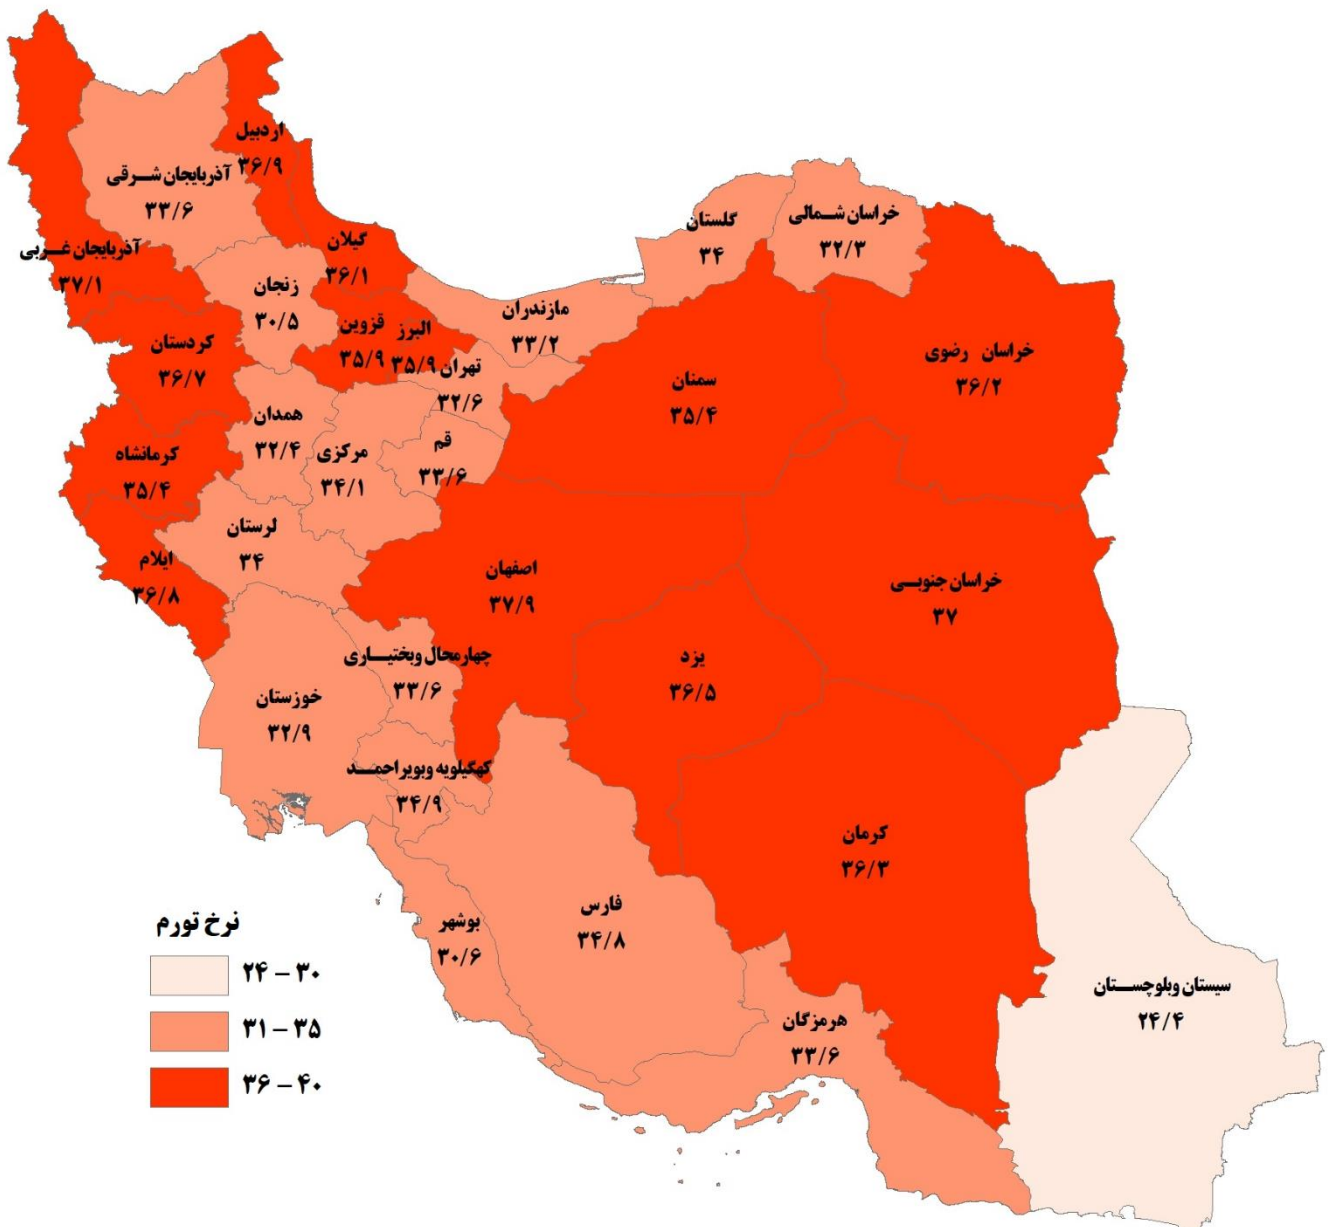 اردبیل
۳۶/۹
آذربایجان شرقی
۳۳/۶
آذربایجان غربی
۳۷/۱
گیلان
۳۶/۱
زنجان
۳۰/۵
گلستان
۳۴
خراسان شمالی
۳۲/۳
مازندران
۳۳/۲
البرز
۳۵/۹
قزوین
۳۵/۹
تهران
۳۲/۶
کردستان
۳۶/۷
خراسان رضوی
۳۶/۲
سمنان
۳۵/۴
همدان
۳۲/۴
قم
۳۳/۶
مرکزی
۳۴/۱
کرمانشاه
۳۵/۴
لرستان
۳۴
ایلام
۳۶/۸
اصفهان
۳۷/۹
خراسان جنوبی
۳۷
یزد
۳۶/۵
چهارمحال وبختیاری
۳۳/۶
خوزستان
۳۲/۹
کهگیلویه وبویراحمد
۳۴/۹
کرمان
۳۶/۳
فارس
۳۴/۸
بوشهر
۳۰/۶
سیستان وبلوچستان
۲۴/۴
هرمزگان
۳۳/۶
نرخ تورم
۲۴ – ۳۰
۳۱ – ۳۵
۳۶ – ۴۰